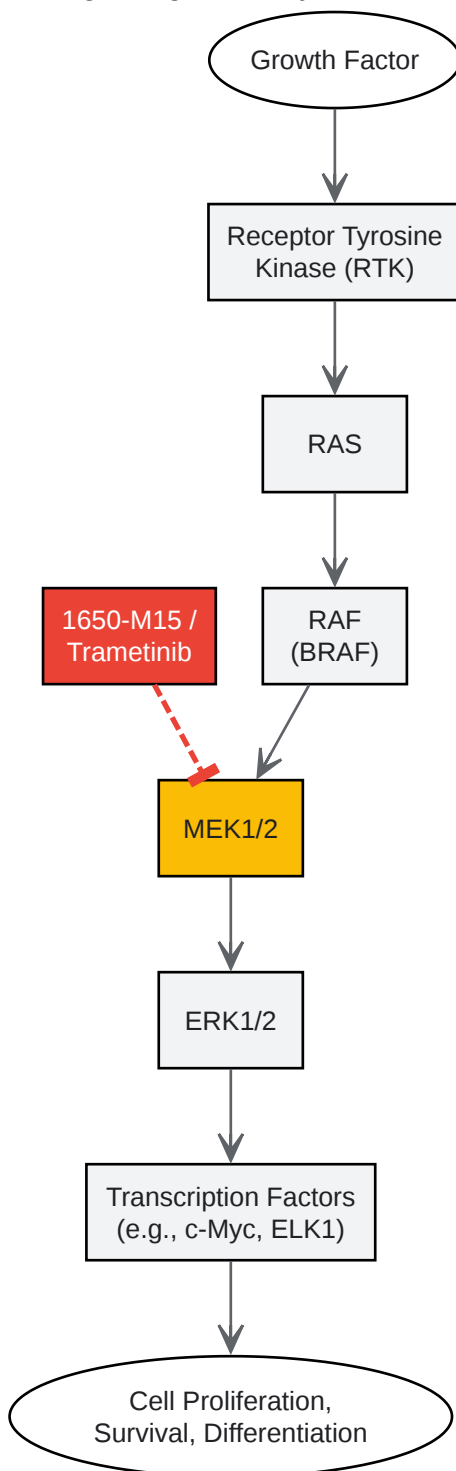 Growth Factor
Receptor Tyrosine
Kinase (RTK)
RAS
1650-M15 /
Trametinib
RAF
(BRAF)
MEK1/2
ERK1/2
Transcription Factors
(e.g., c-Myc, ELK1)
Cell Proliferation,
Survival, Differentiation